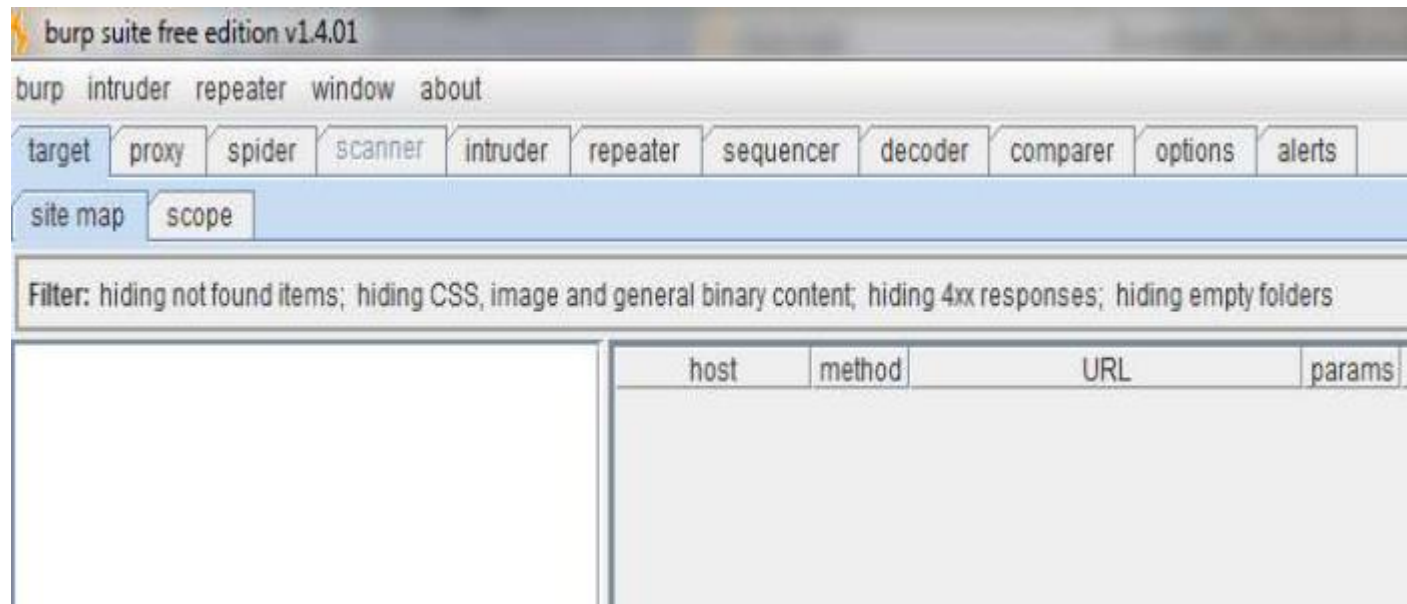 burp suite free edition v1.4.01
burp intruder repeater window about
target proxy spider scanner intruder repeater sequencer decoder comparer options alerts
site map scope
Filter: hiding not found items; hiding CSS, image and general binary content; hiding 4xx responses; hiding empty folders
host method URL params